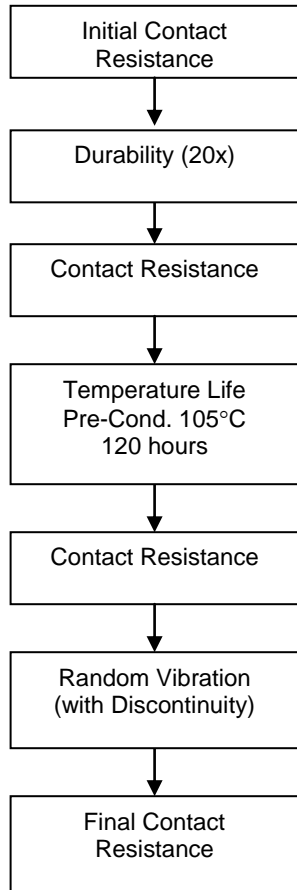 Initial Contact
Resistance
Durability (20x)
Contact Resistance
Temperature Life
Pre-Cond. 105°C
120 hours
Contact Resistance
Random Vibration
(with Discontinuity)
Final Contact
Resistance